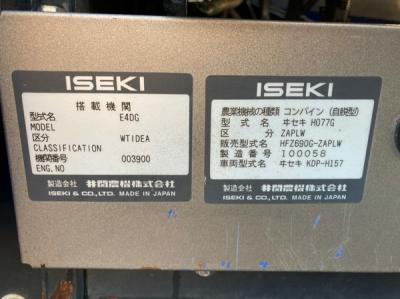 ISEKI
搭載機関
型式名 E4DG
MODEL
区分 WTIDEA
CLASSIFICATION
機関番号 003900
ENG.NO
製造会社 井関農機株式会社
ISEKI & CO., LTD. MADE IN JAPAN
ISEKI
農業機械の種類 コンバイン(自脱型)
型式名 ヰセキ H077G
区分 ZAPLW
販売型式名 HFZ690G-ZAPLW
製造番号 100058
車両型式名 ヰセキ KDP-H157
製造会社 井関農機株式会社
ISEKI & CO., LTD. MADE IN JAPAN